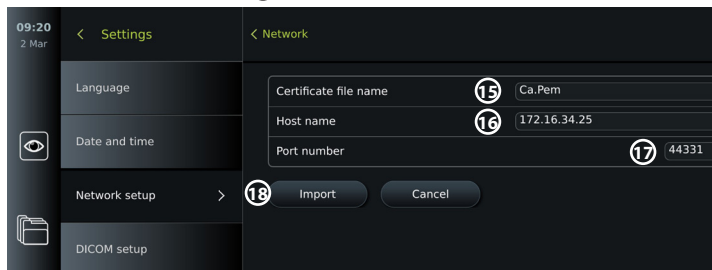 09:20
2 Mar
< Settings
Language
Date and time
Network setup >
DICOM setup
< Network
Certificate file name 15 Ca.Pem
Host name 16 172.16.34.25
Port number 17 44331
18 Import Cancel